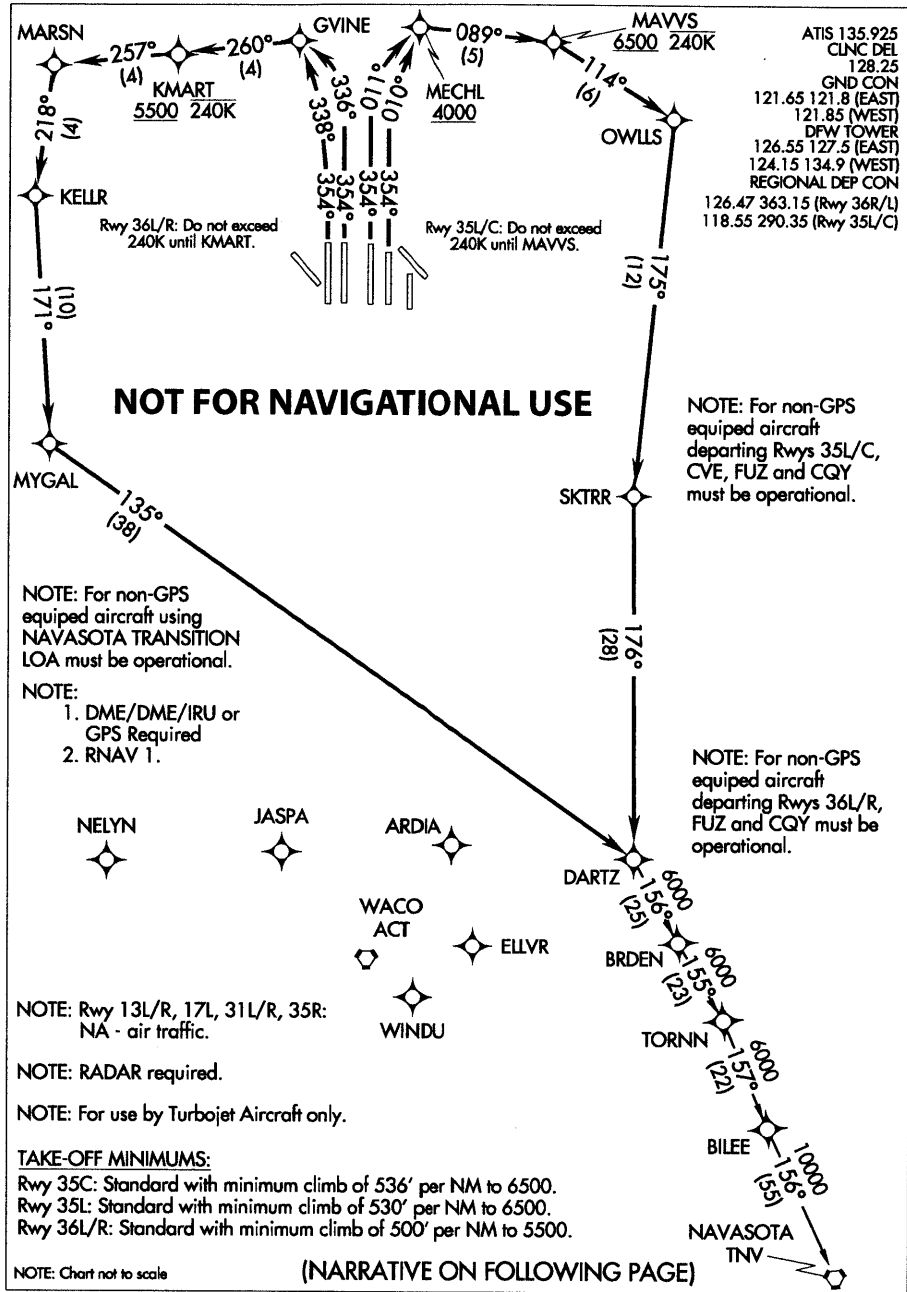 MARSN
257°
(4)
KMART
5500 240K
260°
(4)
GVINE
338°
336°
354°
354°
011°
010°
354°
354°
MECHL
4000
089°
(5)
MAVVS
6500 240K
114°
(6)
OWLLS
ATIS 135.925
CLNC DEL
128.25
GND CON
121.65 121.8 (EAST)
121.85 (WEST)
DFW TOWER
126.55 127.5 (EAST)
124.15 134.9 (WEST)
REGIONAL DEP CON
126.47 363.15 (Rwy 36R/L)
118.55 290.35 (Rwy 35L/C)
218°
(4)
KELLR
Rwy 36L/R: Do not exceed
240K until KMART.
Rwy 35L/C: Do not exceed
240K until MAVVS.
171°
(10)
175°
(12)
NOT FOR NAVIGATIONAL USE
NOTE: For non-GPS
equiped aircraft
departing Rwys 35L/C,
CVE, FUZ and CQY
must be operational.
MYGAL
SKTRR
135°
(38)
176°
(28)
NOTE: For non-GPS
equiped aircraft using
NAVASOTA TRANSITION
LOA must be operational.
NOTE:
1. DME/DME/IRU or
GPS Required
2. RNAV 1.
NOTE: For non-GPS
equiped aircraft
departing Rwys 36L/R,
FUZ and CQY must be
operational.
NELYN
JASPA
ARDIA
DARTZ
6000
156°
(25)
WACO
ACT
ELLVR
BRDEN
6000
155°
(23)
WINDU
TORNN
6000
157°
(22)
NOTE: Rwy 13L/R, 17L, 31L/R, 35R:
NA - air traffic.
NOTE: RADAR required.
NOTE: For use by Turbojet Aircraft only.
BILEE
10000
156°
(55)
TAKE-OFF MINIMUMS:
Rwy 35C: Standard with minimum climb of 536' per NM to 6500.
Rwy 35L: Standard with minimum climb of 530' per NM to 6500.
Rwy 36L/R: Standard with minimum climb of 500' per NM to 5500.
NAVASOTA
TNV
NOTE: Chart not to scale
(NARRATIVE ON FOLLOWING PAGE)